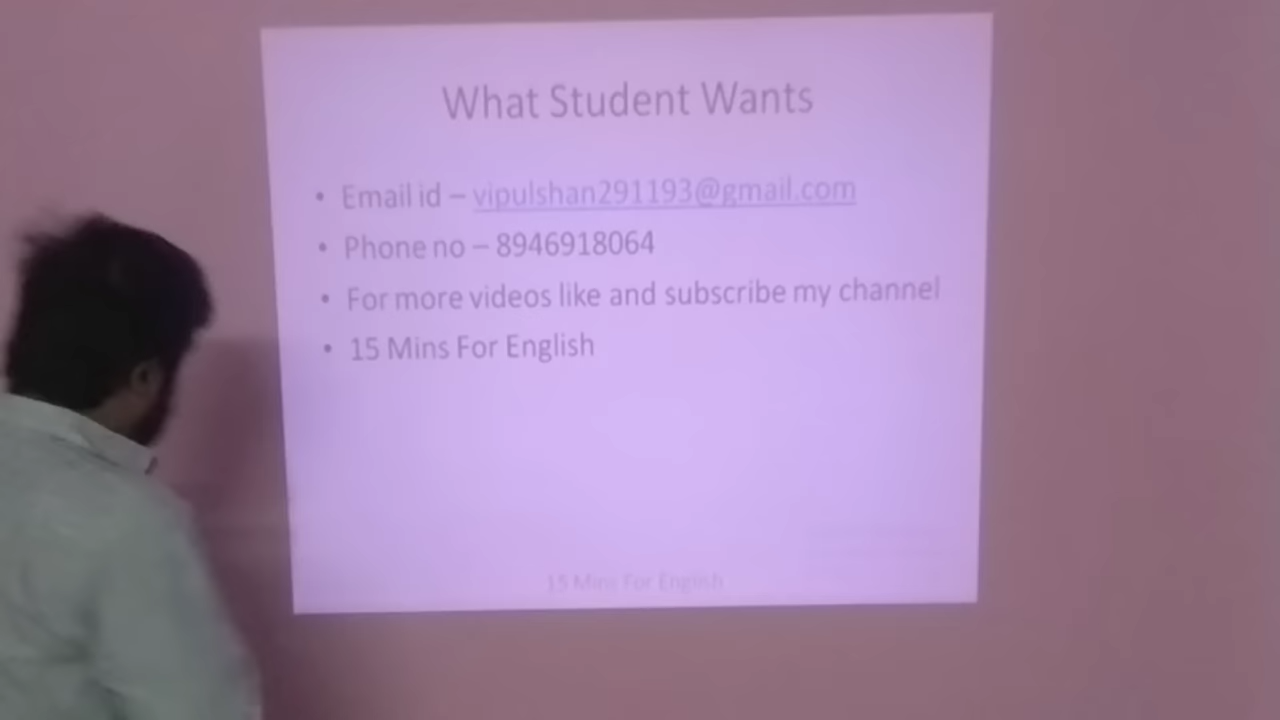 What Student Wants
• Email id – vipulshan291193@gmail.com
• Phone no – 8946918064
• For more videos like and subscribe my channel
• 15 Mins For English
15 Mins For English